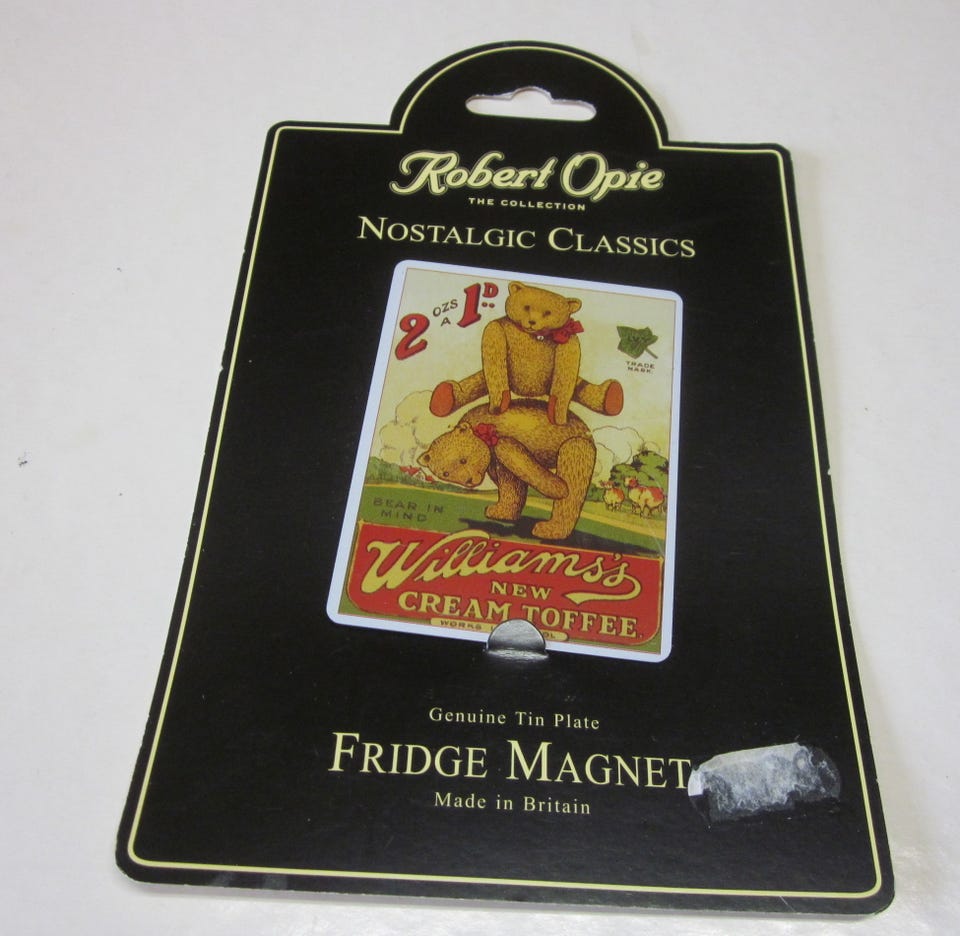 Robert Opie
THE COLLECTION
NOSTALGIC CLASSICS
2 OZS A 1D
TRADE MARK.
BEAR IN
MIND
Williams's
NEW
CREAM TOFFEE.
WORKS
Genuine Tin Plate
FRIDGE MAGNET
Made in Britain